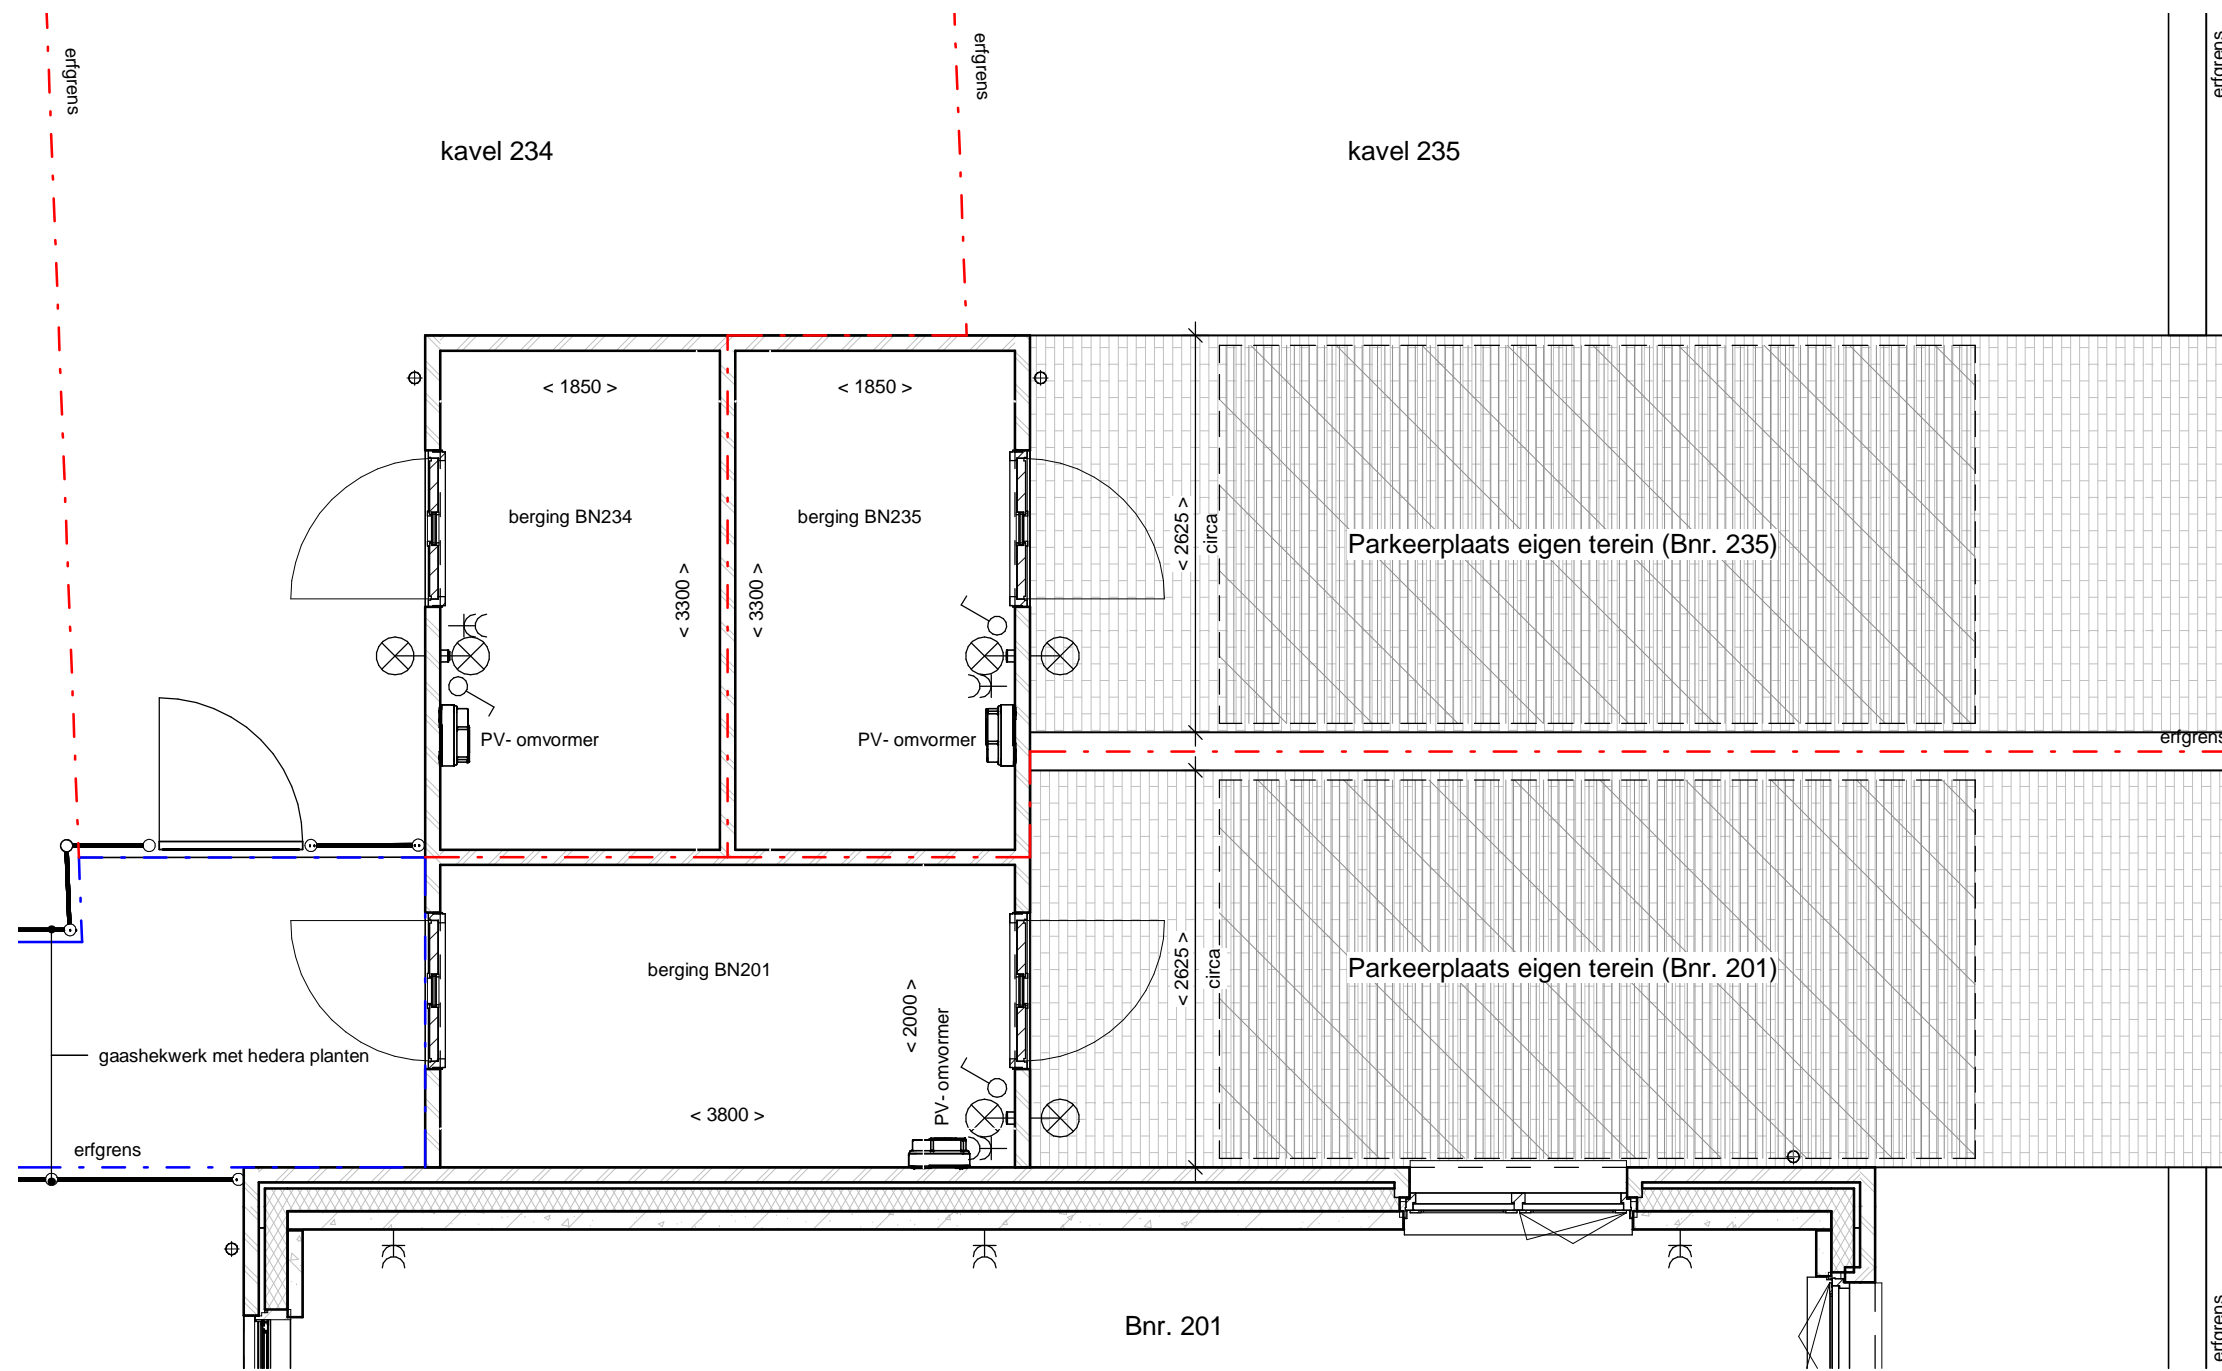 erfgrens
erfgrens
erfgrens
kavel 234
kavel 235
< 1850 >
< 1850 >
berging BN234
berging BN235
< 3300 >
< 3300 >
< 2625 >
circa
Parkeerplaats eigen terein (Bnr. 235)
PV- omvormer
PV- omvormer
erfgrens
berging BN201
< 2000 >
PV- omvormer
< 2625 >
circa
Parkeerplaats eigen terein (Bnr. 201)
gaashekwerk met hedera planten
< 3800 >
erfgrens
Bnr. 201
erfgrens